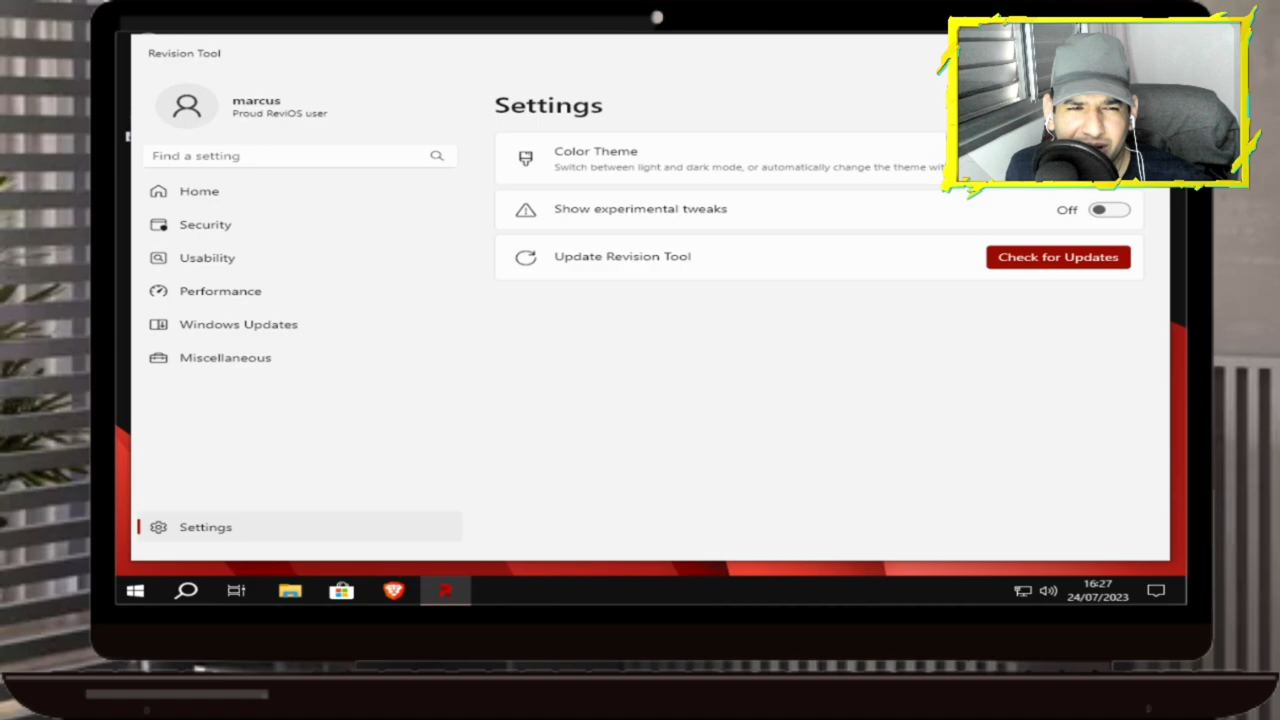 Revision Tool
marcus
Proud ReviOS user
Find a setting
Home
Security
Usability
Performance
Windows Updates
Miscellaneous
Settings
Settings
Color Theme
Switch between light and dark mode, or automatically change the theme wit
Show experimental tweaks
Off
Update Revision Tool
Check for Updates
16:27
24/07/2023